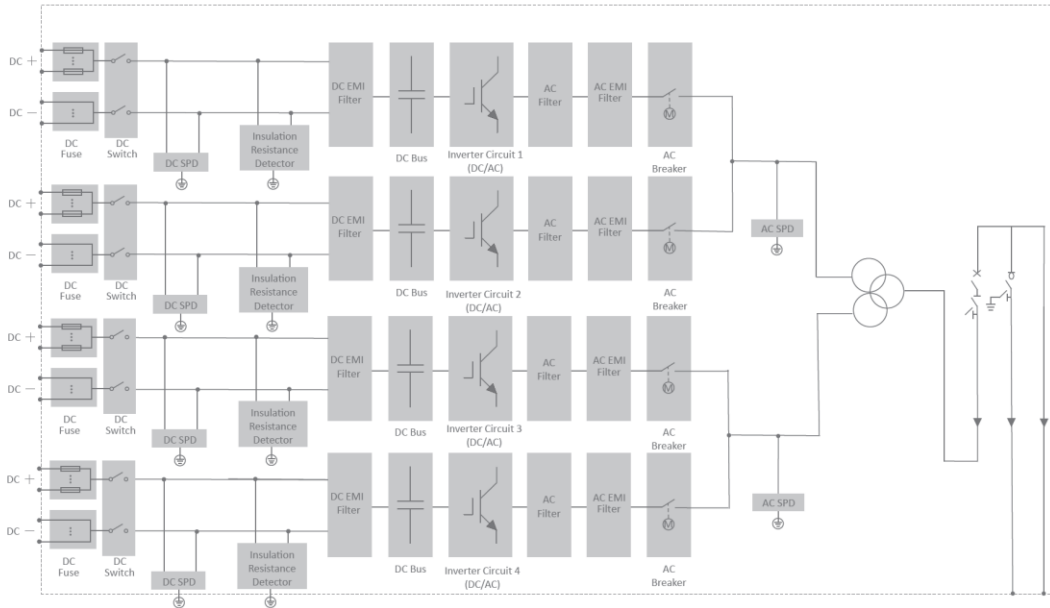 DC +
DC EMI
Filter
AC
Filter
AC EMI
Filter
M
DC −
Insulation
Resistance
Detector
DC
Fuse
DC
Switch
DC SPD
DC Bus
Inverter Circuit 1
(DC/AC)
AC
Breaker
DC +
DC EMI
Filter
AC
Filter
AC EMI
Filter
M
AC SPD
DC −
Insulation
Resistance
Detector
DC
Fuse
DC
Switch
DC SPD
DC Bus
Inverter Circuit 2
(DC/AC)
AC
Breaker
DC +
DC EMI
Filter
AC
Filter
AC EMI
Filter
M
DC −
Insulation
Resistance
Detector
DC
Fuse
DC
Switch
DC SPD
DC Bus
Inverter Circuit 3
(DC/AC)
AC
Breaker
DC +
DC EMI
Filter
AC
Filter
AC EMI
Filter
M
AC SPD
DC −
Insulation
Resistance
Detector
DC
Fuse
DC
Switch
DC SPD
DC Bus
Inverter Circuit 4
(DC/AC)
AC
Breaker